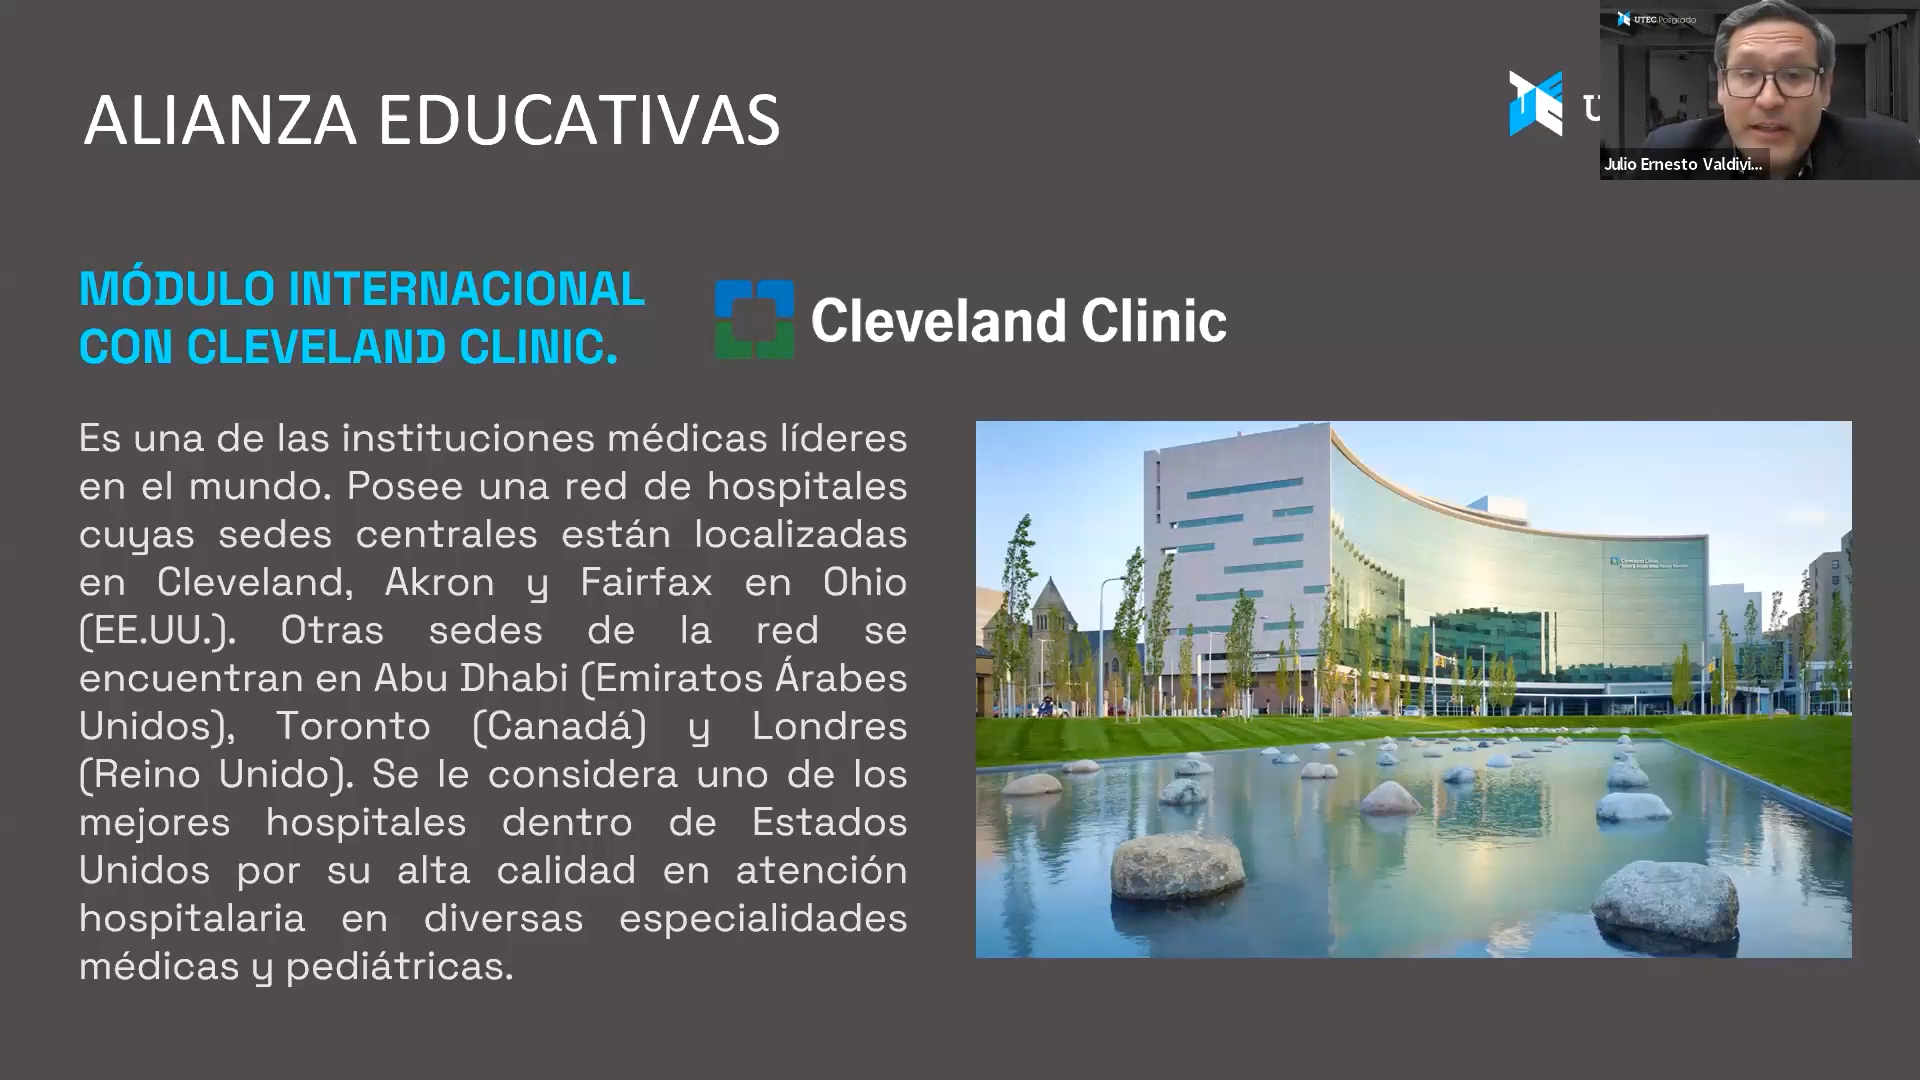 UTEC Posgrado
ALIANZA EDUCATIVAS
U
Julio Ernesto Valdivi...
MÓDULO INTERNACIONAL
CON CLEVELAND CLINIC.
Cleveland Clinic
Es una de las instituciones médicas líderes
en el mundo. Posee una red de hospitales
cuyas sedes centrales están localizadas
en Cleveland, Akron y Fairfax en Ohio
(EE.UU.). Otras sedes de la red se
encuentran en Abu Dhabi (Emiratos Árabes
Unidos), Toronto (Canadá) y Londres
(Reino Unido). Se le considera uno de los
mejores hospitales dentro de Estados
Unidos por su alta calidad en atención
hospitalaria en diversas especialidades
médicas y pediátricas.
Cleveland Clinic